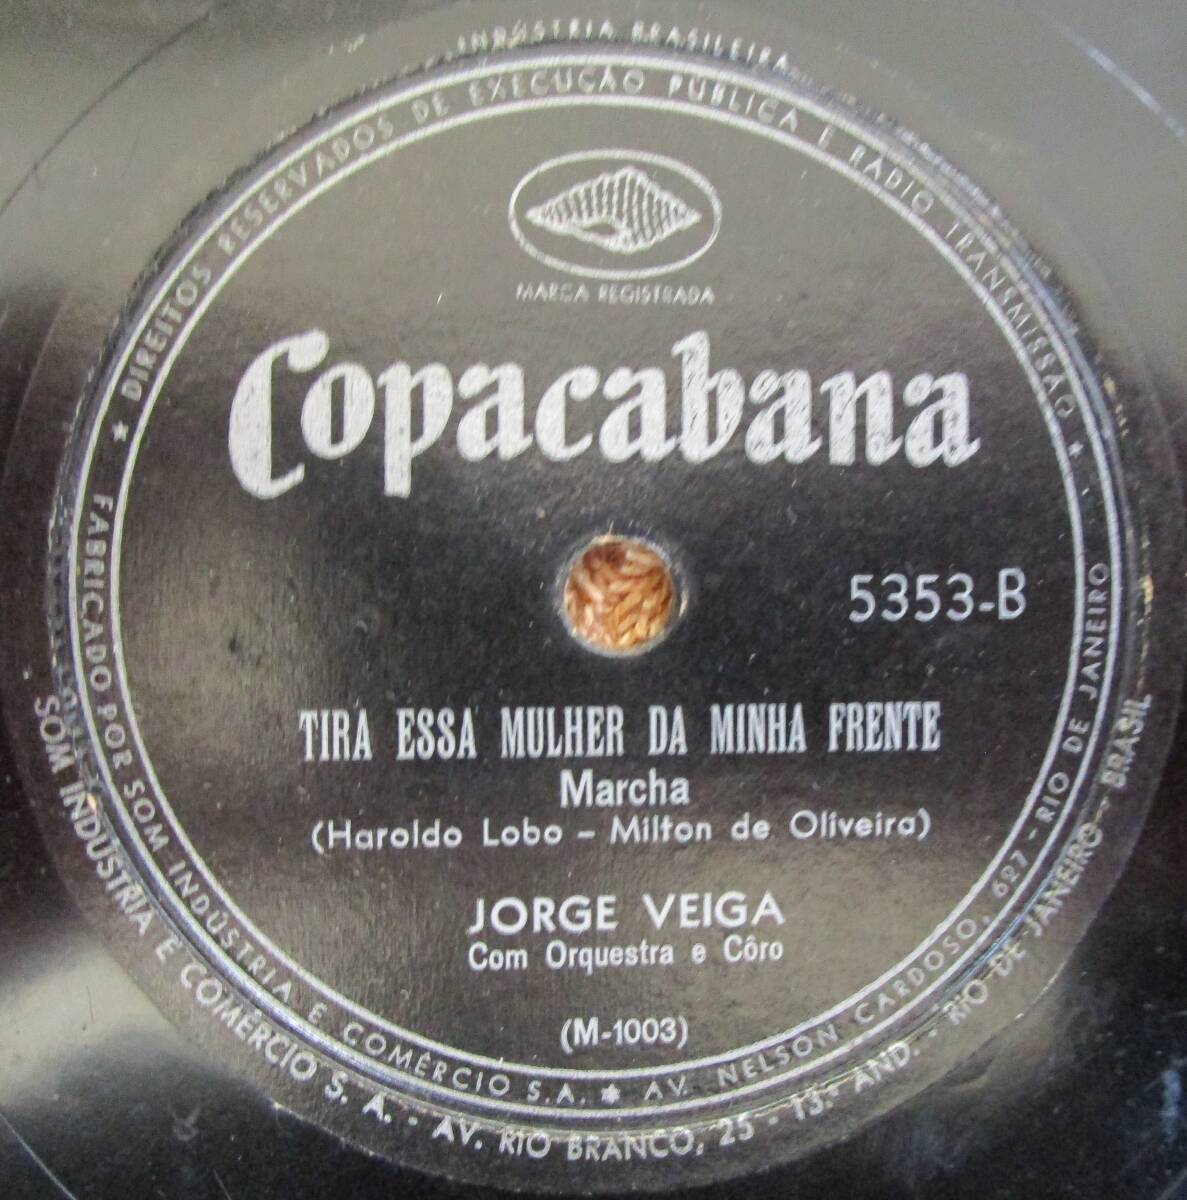 INDÚSTRIA BRASILEIRA
★ DIREITOS RESERVADOS DE EXECUÇÃO PÚBLICA E RÁDIO TRANSMISSÃO ★
MARCA REGISTRADA
Copacabana
5353-B
TIRA ESSA MULHER DA MINHA FRENTE
Marcha
(Haroldo Lobo - Milton de Oliveira)
JORGE VEIGA
Com Orquestra e Côro
(M-1003)
FABRICADO POR SOM INDÚSTRIA E COMÉRCIO S.A. ★ AV. NELSON CARDOSO, 627 - RIO DE JANEIRO
SOM INDÚSTRIA E COMÉRCIO S. A. - AV. RIO BRANCO, 25 - 13.º AND. - RIO DE JANEIRO - BRASIL